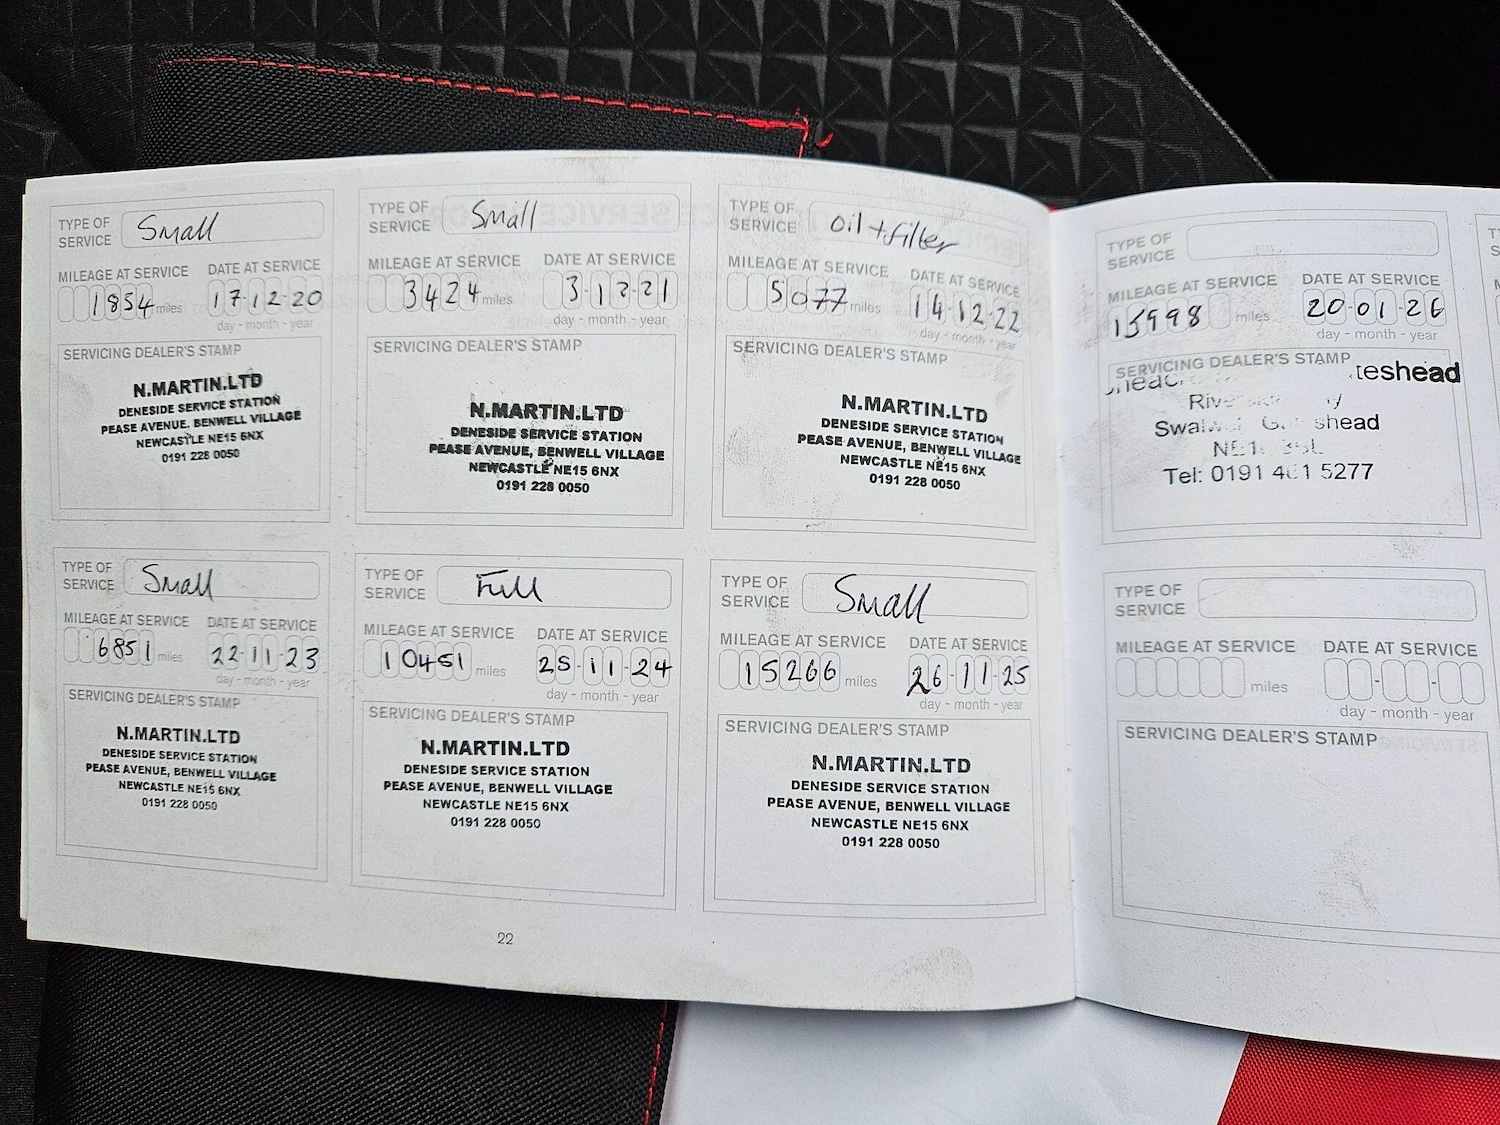 TYPE OF SERVICE Small
MILEAGE AT SERVICE DATE AT SERVICE
1854 miles 17-12-20
day - month - year
SERVICING DEALER'S STAMP
N.MARTIN.LTD
DENESIDE SERVICE STATION
PEASE AVENUE, BENWELL VILLAGE
NEWCASTLE NE15 6NX
0191 228 0050
TYPE OF SERVICE Small
MILEAGE AT SERVICE DATE AT SERVICE
3424 miles 3-12-21
day - month - year
SERVICING DEALER'S STAMP
N.MARTIN.LTD
DENESIDE SERVICE STATION
PEASE AVENUE, BENWELL VILLAGE
NEWCASTLE NE15 6NX
0191 228 0050
TYPE OF SERVICE Oil + filter
MILEAGE AT SERVICE DATE AT SERVICE
5077 miles 14-12-22
day - month - year
SERVICING DEALER'S STAMP
N.MARTIN.LTD
DENESIDE SERVICE STATION
PEASE AVENUE, BENWELL VILLAGE
NEWCASTLE NE15 6NX
0191 228 0050
TYPE OF SERVICE Small
MILEAGE AT SERVICE DATE AT SERVICE
6851 miles 22-11-23
day - month - year
SERVICING DEALER'S STAMP
N.MARTIN.LTD
DENESIDE SERVICE STATION
PEASE AVENUE, BENWELL VILLAGE
NEWCASTLE NE15 6NX
0191 228 0050
TYPE OF SERVICE Full
MILEAGE AT SERVICE DATE AT SERVICE
10451 miles 25-11-24
day - month - year
SERVICING DEALER'S STAMP
N.MARTIN.LTD
DENESIDE SERVICE STATION
PEASE AVENUE, BENWELL VILLAGE
NEWCASTLE NE15 6NX
0191 228 0050
TYPE OF SERVICE Small
MILEAGE AT SERVICE DATE AT SERVICE
15266 miles 26-11-25
day - month - year
SERVICING DEALER'S STAMP
N.MARTIN.LTD
DENESIDE SERVICE STATION
PEASE AVENUE, BENWELL VILLAGE
NEWCASTLE NE15 6NX
0191 228 0050
22
TYPE OF SERVICE
MILEAGE AT SERVICE DATE AT SERVICE
15998 miles 20-01-26
day - month - year
SERVICING DEALER'S STAMP
teshead
Tel: 0191 5277
TYPE OF SERVICE
MILEAGE AT SERVICE DATE AT SERVICE
miles
day - month - year
SERVICING DEALER'S STAMP